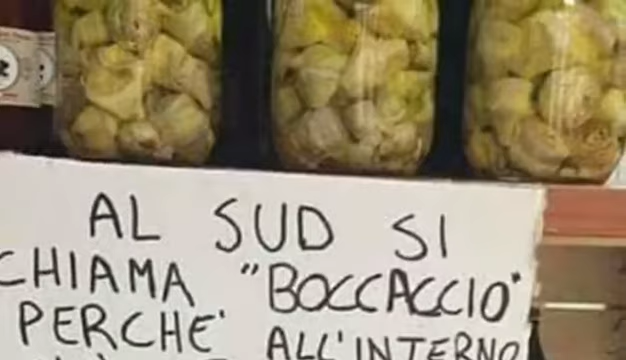 AL SUD SI
CHIAMA "BOCCACCIO"
PERCHE' ALL'INTERNO